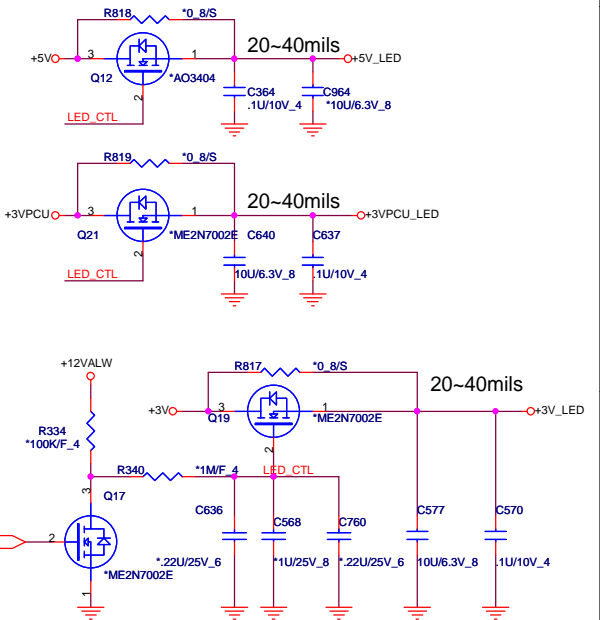 R818 *0_8/S
20~40mils
+5V 3 1 +5V_LED
Q12 *AO3404
2
C364 C964
.1U/10V_4 *10U/6.3V_8
LED_CTL
R819 *0_8/S
20~40mils
+3VPCU 3 1 +3VPCU_LED
Q21 *ME2N7002E C640 C637
2
LED_CTL 10U/6.3V_8 .1U/10V_4
+12VALW
R817 *0_8/S
20~40mils
+3V 3 1 +3V_LED
Q19 *ME2N7002E
R334
*100K/F_4
2
R340 *1M/F_4 LED_CTL
3 Q17
C636 C568 C760 C577 C570
2
*.22U/25V_6 *1U/25V_8 *.22U/25V_6 10U/6.3V_8 .1U/10V_4
*ME2N7002E
1